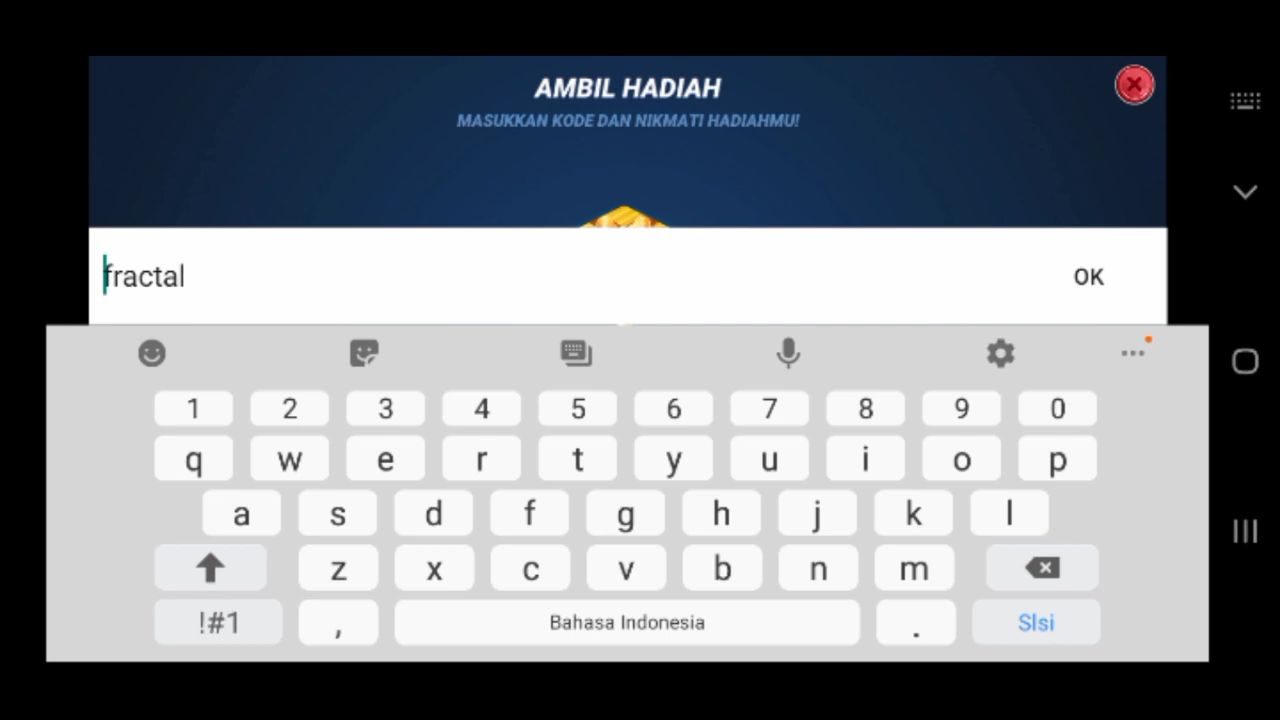 AMBIL HADIAH
MASUKKAN KODE DAN NIKMATI HADIAHMU!
fractal OK
1 2 3 4 5 6 7 8 9 0
q w e r t y u i o p
a s d f g h j k l
z x c v b n m
!#1 , Bahasa Indonesia . Slsi